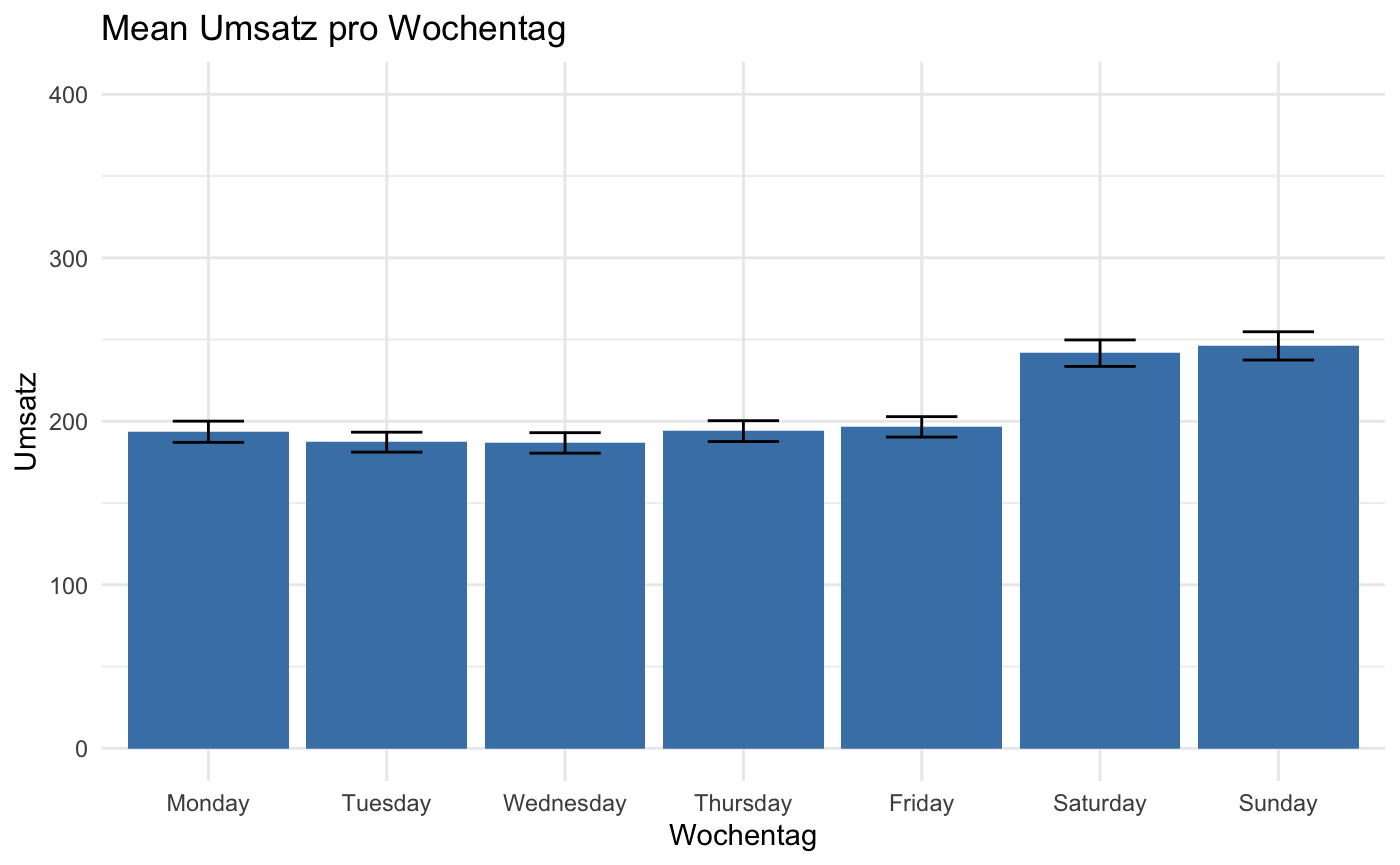 Mean Umsatz pro Wochentag
400
300
200
100
0
Umsatz
Monday Tuesday Wednesday Thursday Friday Saturday Sunday
Wochentag